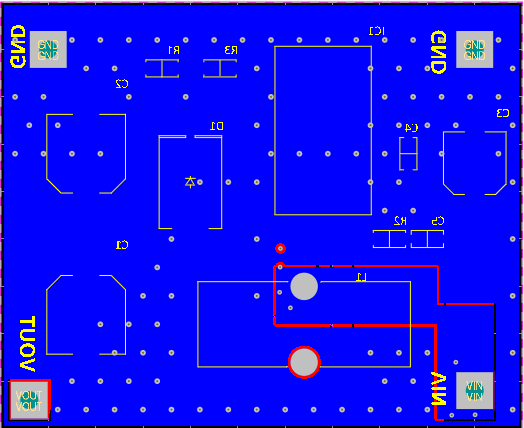 GND
GND
GND
R1
R3
IC1
GND
GND
GND
C2
C3
D1
C4
R2
C5
C1
L1
VOUT
VOUT
VOUT
VIN
VIN
VIN